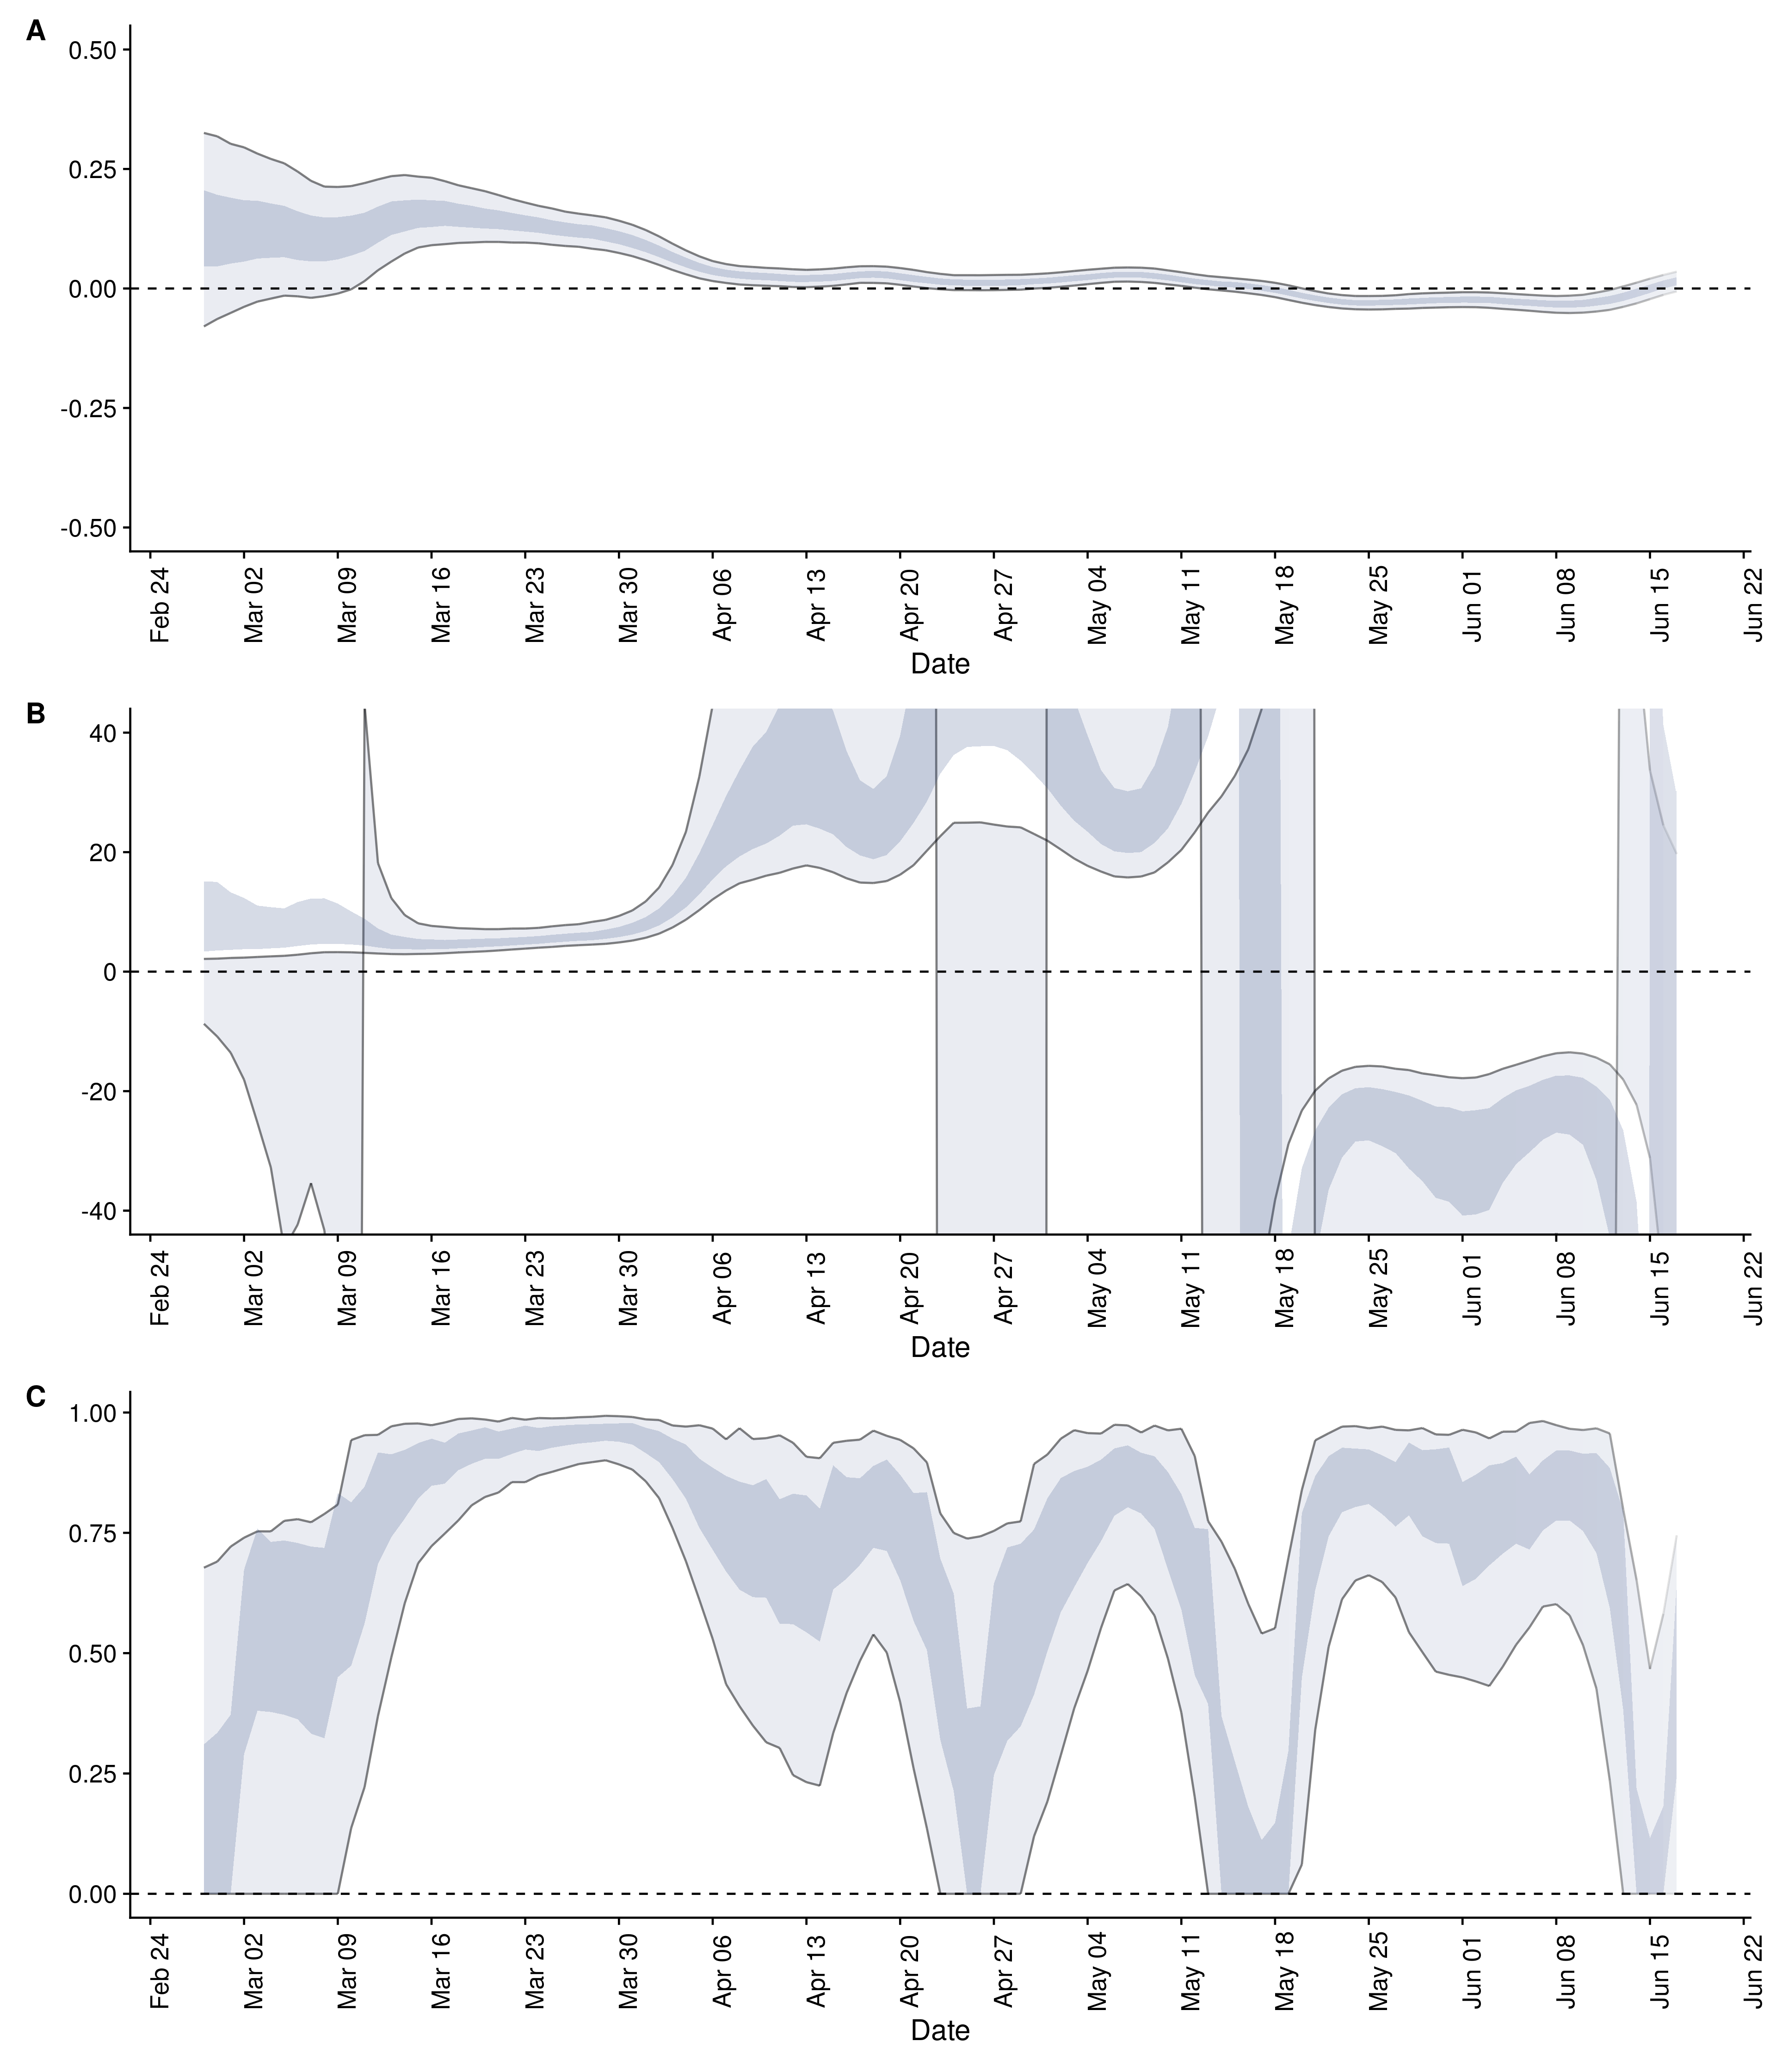 A
0.50
0.25
0.00
-0.25
-0.50
Feb 24
Mar 02
Mar 09
Mar 16
Mar 23
Mar 30
Apr 06
Apr 13
Apr 20
Apr 27
May 04
May 11
May 18
May 25
Jun 01
Jun 08
Jun 15
Jun 22
Date
B
40
20
0
-20
-40
Feb 24
Mar 02
Mar 09
Mar 16
Mar 23
Mar 30
Apr 06
Apr 13
Apr 20
Apr 27
May 04
May 11
May 18
May 25
Jun 01
Jun 08
Jun 15
Jun 22
Date
C
1.00
0.75
0.50
0.25
0.00
Feb 24
Mar 02
Mar 09
Mar 16
Mar 23
Mar 30
Apr 06
Apr 13
Apr 20
Apr 27
May 04
May 11
May 18
May 25
Jun 01
Jun 08
Jun 15
Jun 22
Date